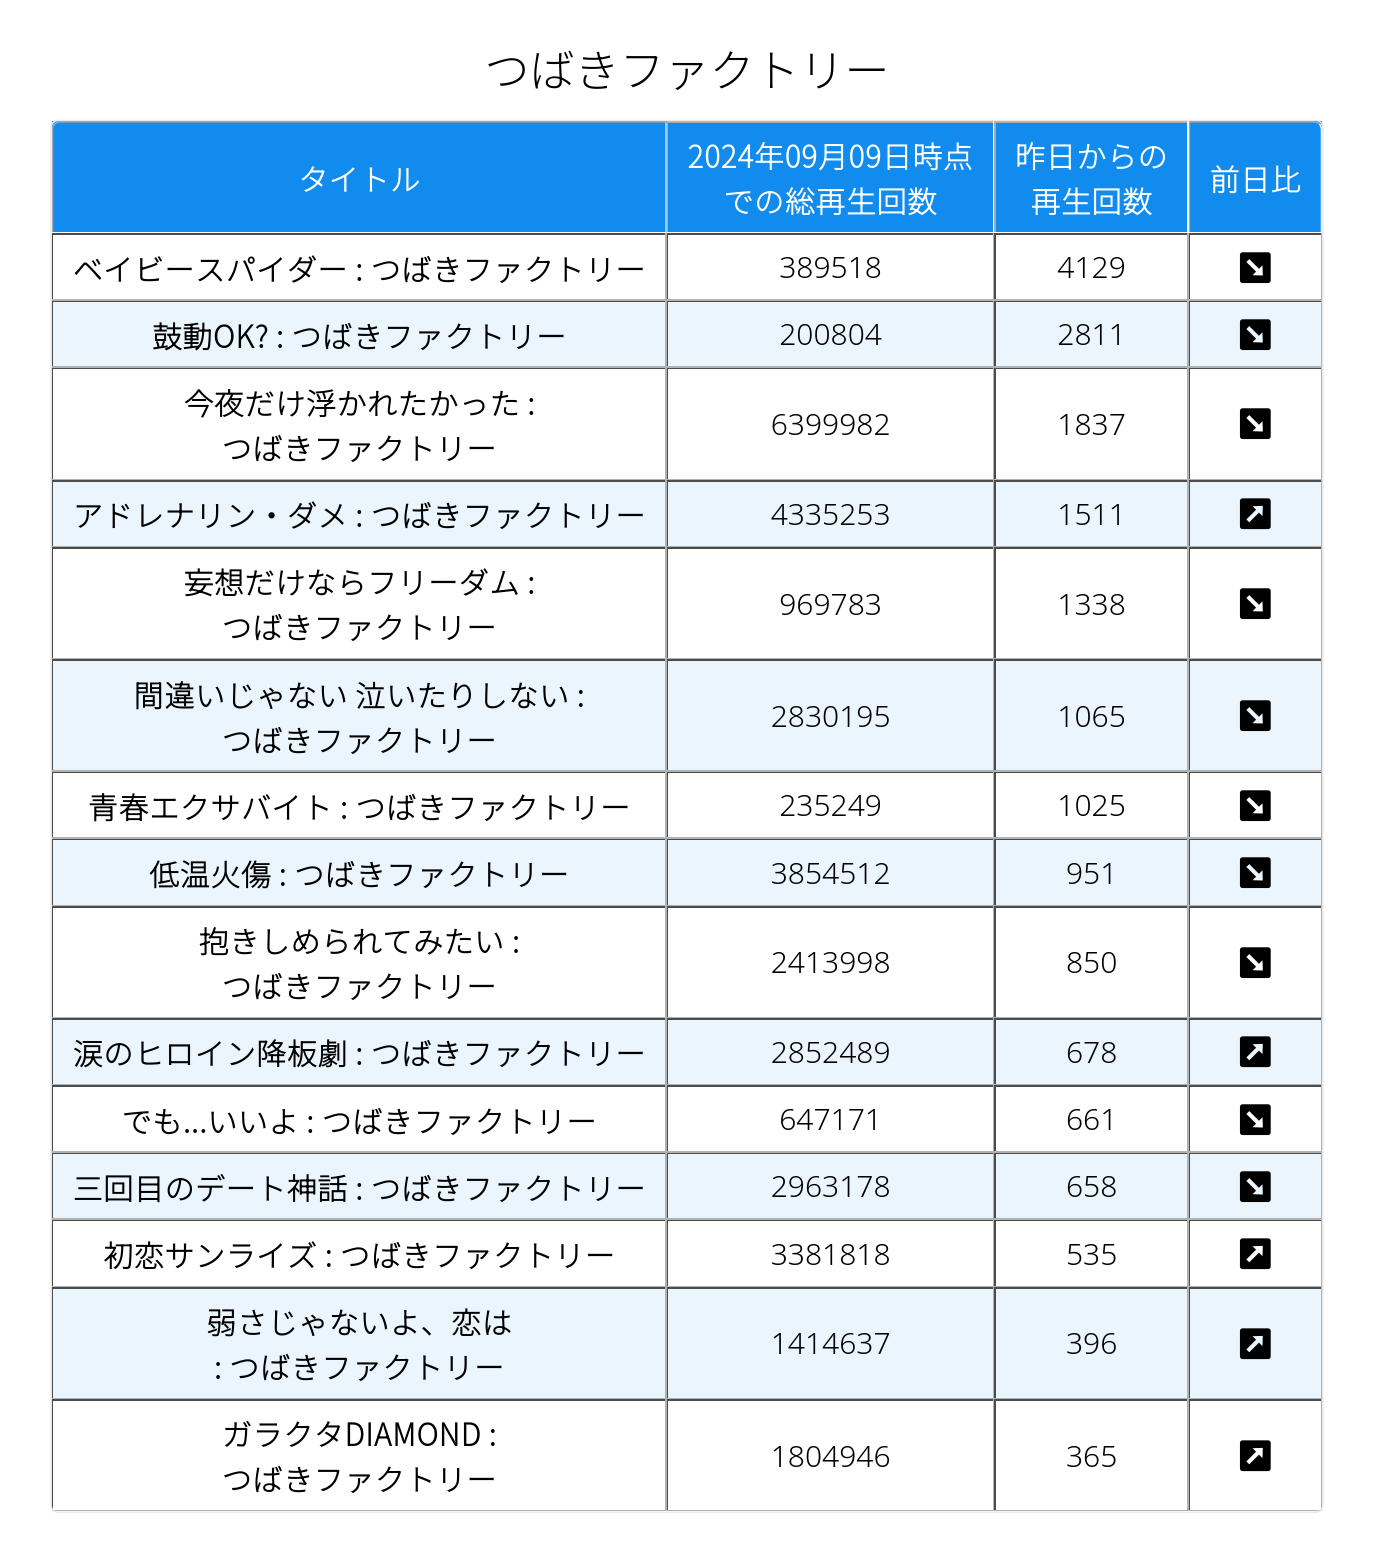 つばきファクトリー
タイトル
2024年09月09日時点
での総再生回数
昨日からの
再生回数
前日比
ベイビースパイダー : つばきファクトリー
389518
4129
鼓動OK? : つばきファクトリー
200804
2811
今夜だけ浮かれたかった :
つばきファクトリー
6399982
1837
アドレナリン・ダメ : つばきファクトリー
4335253
1511
妄想だけならフリーダム :
つばきファクトリー
969783
1338
間違いじゃない 泣いたりしない :
つばきファクトリー
2830195
1065
青春エクサバイト : つばきファクトリー
235249
1025
低温火傷 : つばきファクトリー
3854512
951
抱きしめられてみたい :
つばきファクトリー
2413998
850
涙のヒロイン降板劇 : つばきファクトリー
2852489
678
でも...いいよ : つばきファクトリー
647171
661
三回目のデート神話 : つばきファクトリー
2963178
658
初恋サンライズ : つばきファクトリー
3381818
535
弱さじゃないよ、恋は
: つばきファクトリー
1414637
396
ガラクタDIAMOND :
つばきファクトリー
1804946
365